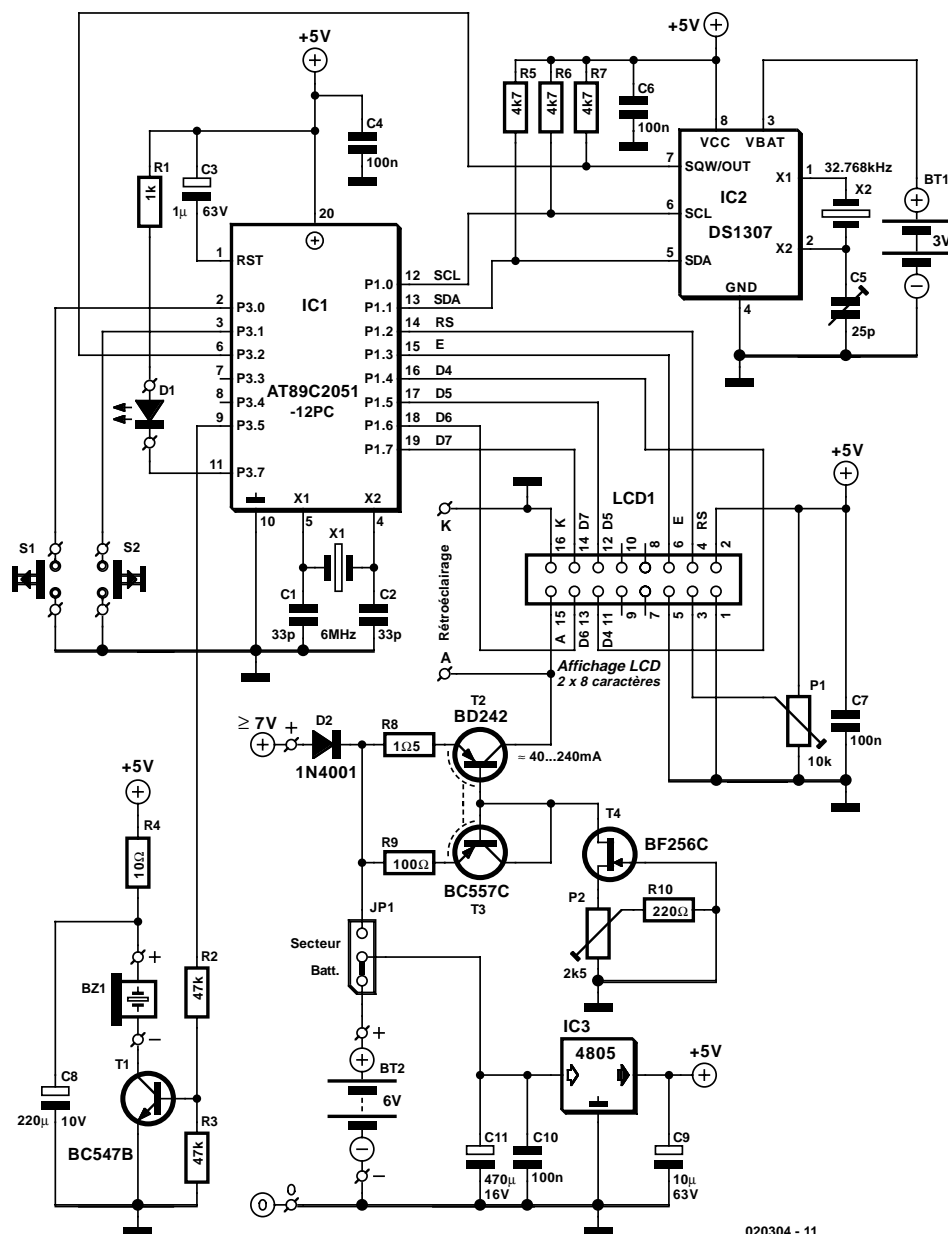 +5V
+5V
R5
R6
R7
4k7
4k7
4k7
C6
100n
C4
100n
R1
1k
C3
1µ
63V
8
3
VCC
VBAT
7
SQW/OUT
IC2
DS1307
6
SCL
5
SDA
X1
1
X2
2
GND
4
32.768kHz
X2
BT1
3V
C5
25p
20
1
RST
2
P3.0
3
P3.1
6
P3.2
7
P3.3
8
P3.4
9
P3.5
11
P3.7
IC1
AT89C2051
-12PC
P1.0
12
SCL
P1.1
13
SDA
P1.2
14
RS
P1.3
15
E
P1.4
16
D4
P1.5
17
D5
P1.6
18
D6
P1.7
19
D7
X1
X2
10
5
4
D1
S1
S2
X1
C1
33p
6MHz
C2
33p
+5V
LCD1
K
Rétroéclairage
A
16 K
14 D7
12 D5
10
8
6 E
4 RS
2
A 15
D6 13
D4 11
9
7
5
3
1
Affichage LCD
2 x 8 caractères
P1
10k
C7
100n
≥ 7V
+
D2
1N4001
R8
1Ω5
T2
BD242
≈ 40...240mA
R9
100Ω
BC557C
T3
T4
BF256C
P2
2k5
R10
220Ω
JP1
Secteur
Batt.
+5V
R4
10Ω
+
BZ1
–
T1
BC547B
C8
220µ
10V
R2
47k
R3
47k
+
BT2
6V
–
0
0
IC3
4805
+5V
C11
470µ
16V
C10
100n
C9
10µ
63V
020304 - 11